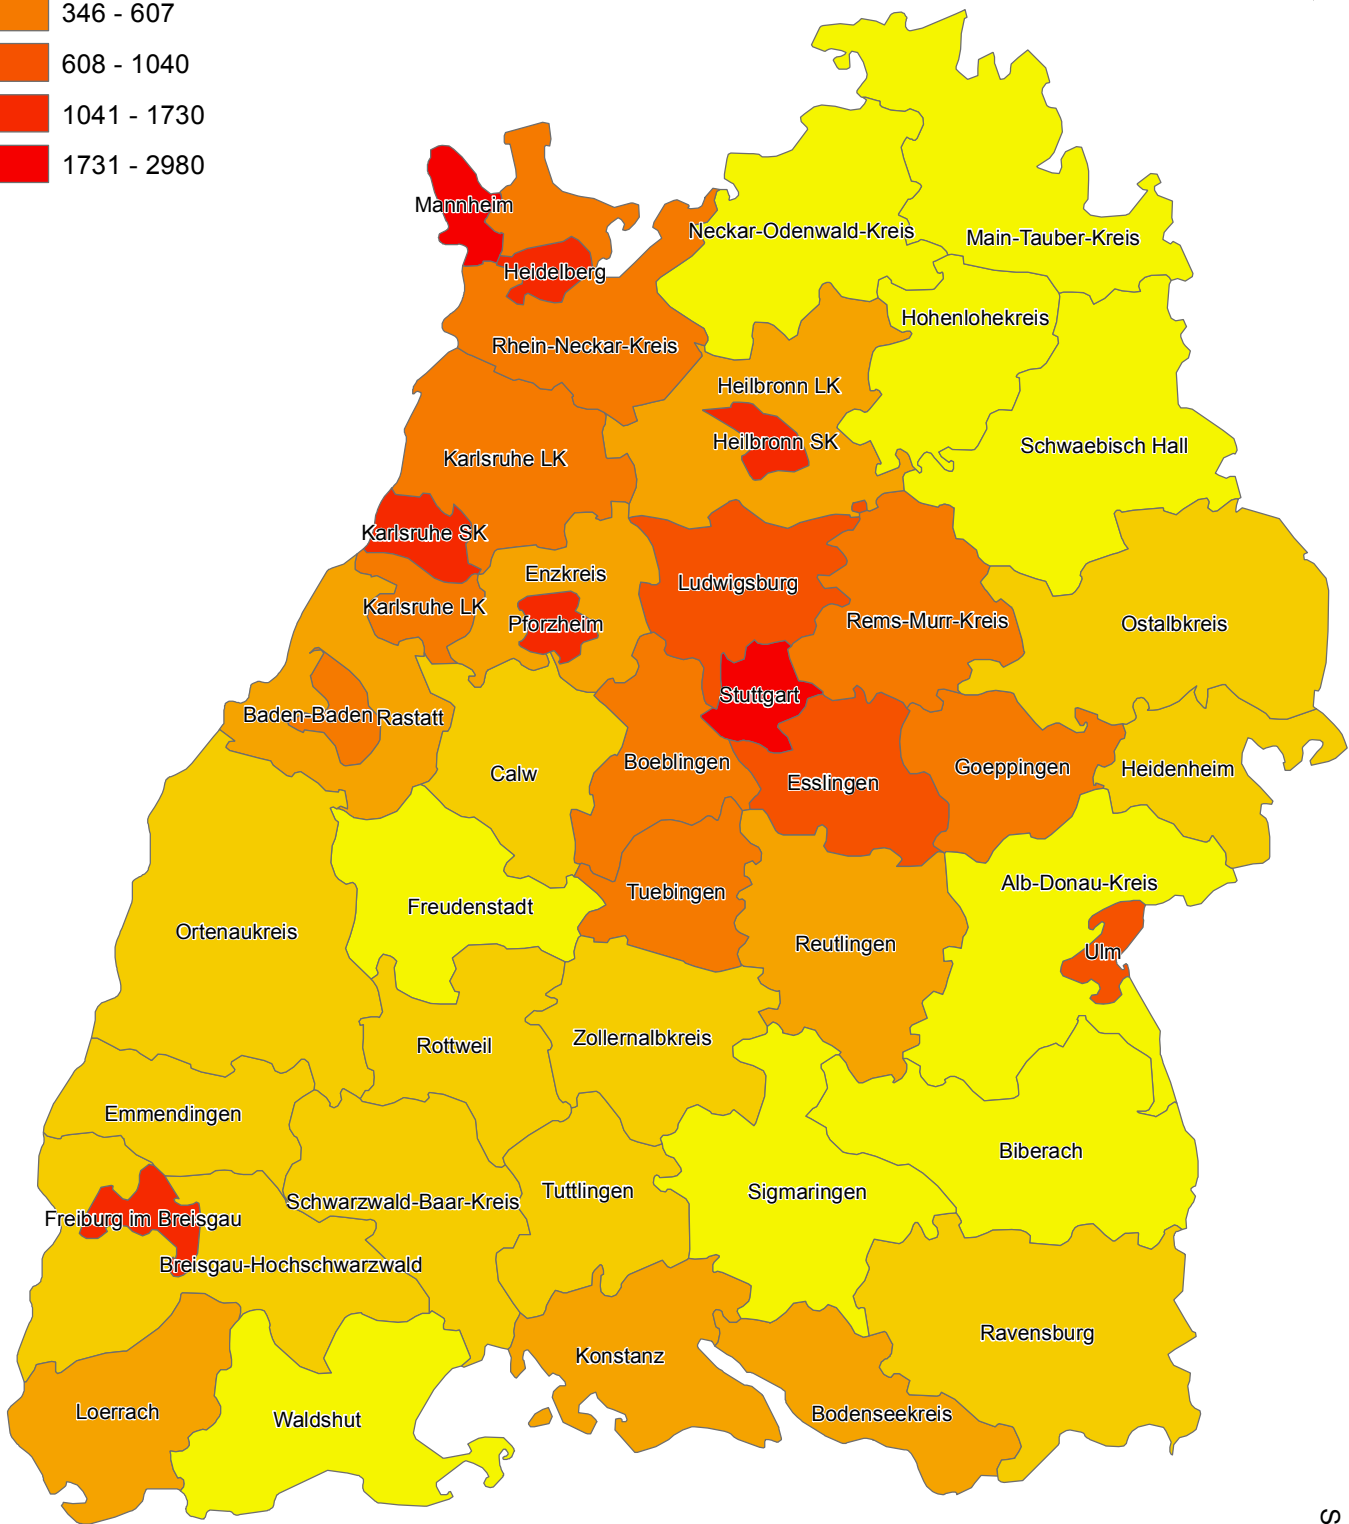 346 - 607
608 - 1040
1041 - 1730
1731 - 2980
Mannheim
Neckar-Odenwald-Kreis
Main-Tauber-Kreis
Heidelberg
Hohenlohekreis
Rhein-Neckar-Kreis
Heilbronn LK
Heilbronn SK
Schwaebisch Hall
Karlsruhe LK
Karlsruhe SK
Enzkreis
Ludwigsburg
Karlsruhe LK
Pforzheim
Rems-Murr-Kreis
Ostalbkreis
Stuttgart
Baden-Baden
Rastatt
Boeblingen
Goeppingen
Heidenheim
Calw
Esslingen
Alb-Donau-Kreis
Tuebingen
Freudenstadt
Ortenaukreis
Reutlingen
Ulm
Zollernalbkreis
Rottweil
Emmendingen
Biberach
Tuttlingen
Sigmaringen
Schwarzwald-Baar-Kreis
Freiburg im Breisgau
Breisgau-Hochschwarzwald
Ravensburg
Konstanz
Loerrach
Bodenseekreis
Waldshut